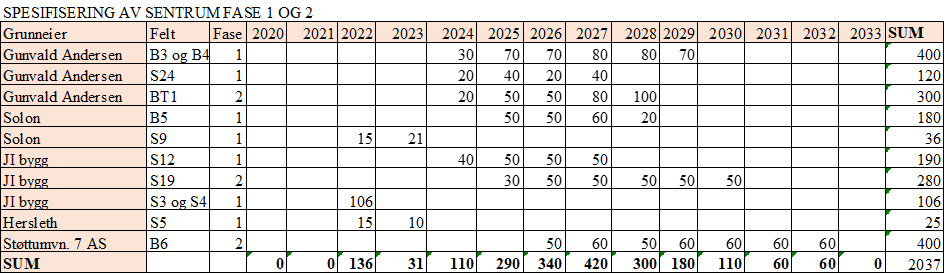 SPESIFISERING AV SENTRUM FASE 1 OG 2
Grunneier Felt Fase 2020 2021 2022 2023 2024 2025 2026 2027 2028 2029 2030 2031 2032 2033 SUM
Gunvald Andersen B3 og B4 1 30 70 70 80 80 70 400
Gunvald Andersen S24 1 20 40 20 40 120
Gunvald Andersen BT1 2 20 50 50 80 100 300
Solon B5 1 50 50 60 20 180
Solon S9 1 15 21 36
JI bygg S12 1 40 50 50 50 190
JI bygg S19 2 30 50 50 50 50 50 280
JI bygg S3 og S4 1 106 106
Hersleth S5 1 15 10 25
Støttumvn. 7 AS B6 2 50 60 50 60 60 60 60 400
SUM 0 0 136 31 110 290 340 420 300 180 110 60 60 0 2037